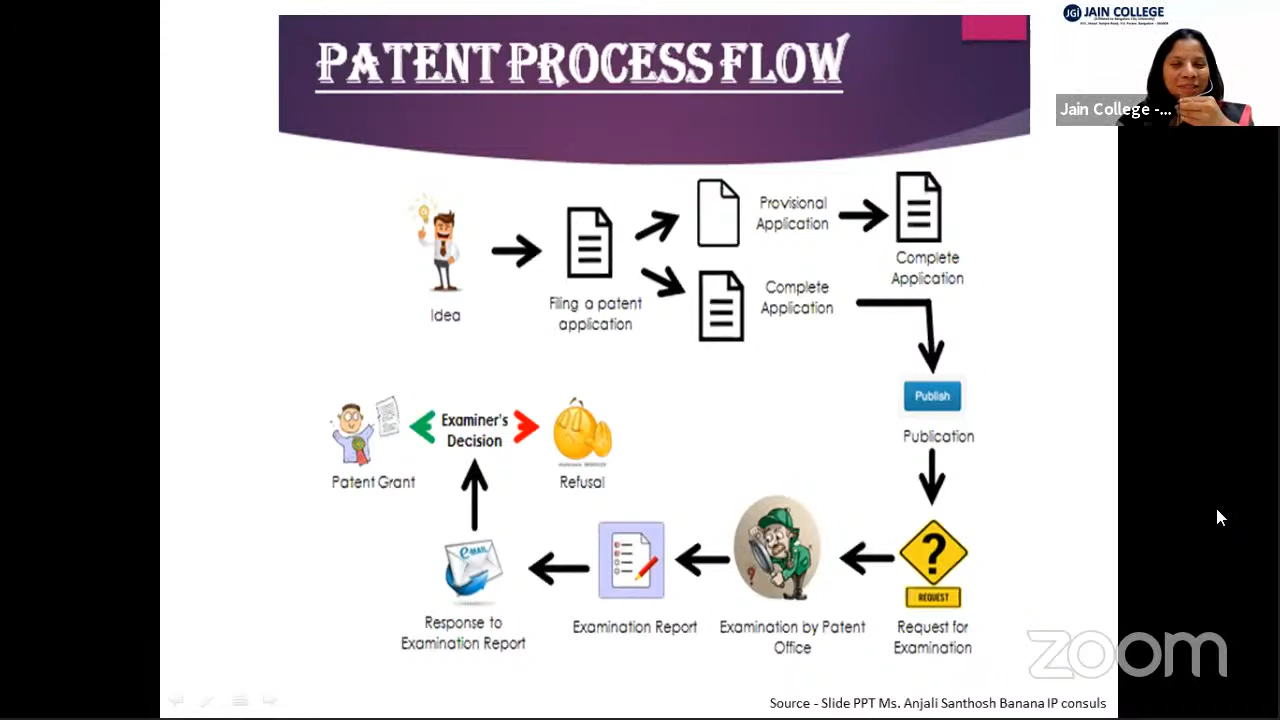 JGI JAIN COLLEGE
PATENT PROCESS FLOW
Jain College -...
Provisional
Application
Complete
Application
Complete
Application
Filing a patent
application
Idea
Publish
Publication
Examiner's
Decision
Patent Grant
Refusal
e-MAIL
?
REQUEST
Response to
Examination Report
Examination Report
Examination by Patent
Office
Request for
Examination
zoom
Source - Slide PPT Ms. Anjali Santhosh Banana IP consuls